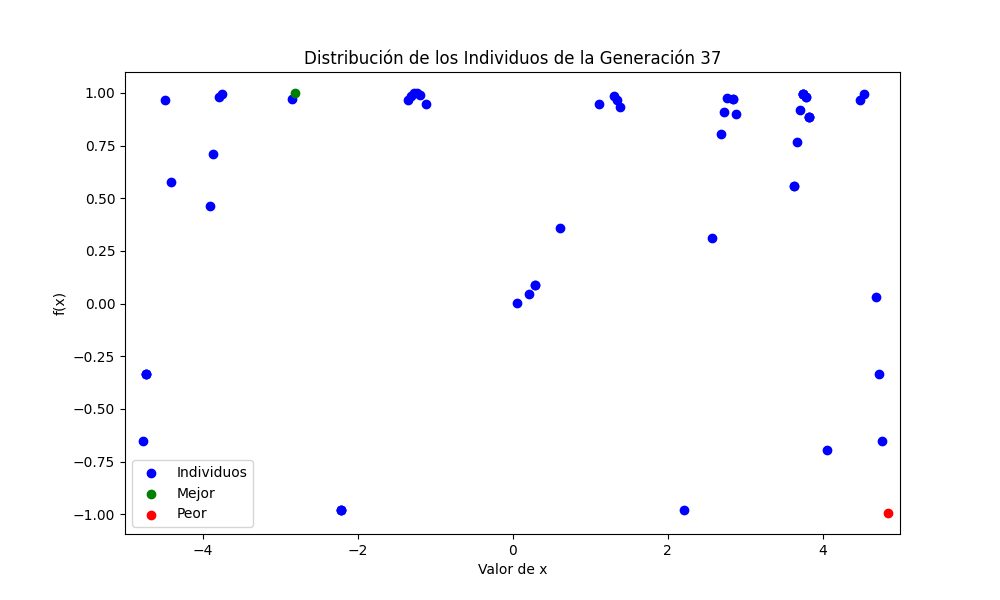 Distribución de los Individuos de la Generación 37
f(x)
1.00
0.75
0.50
0.25
0.00
−0.25
−0.50
−0.75
−1.00
Individuos
Mejor
Peor
−4
−2
0
2
4
Valor de x